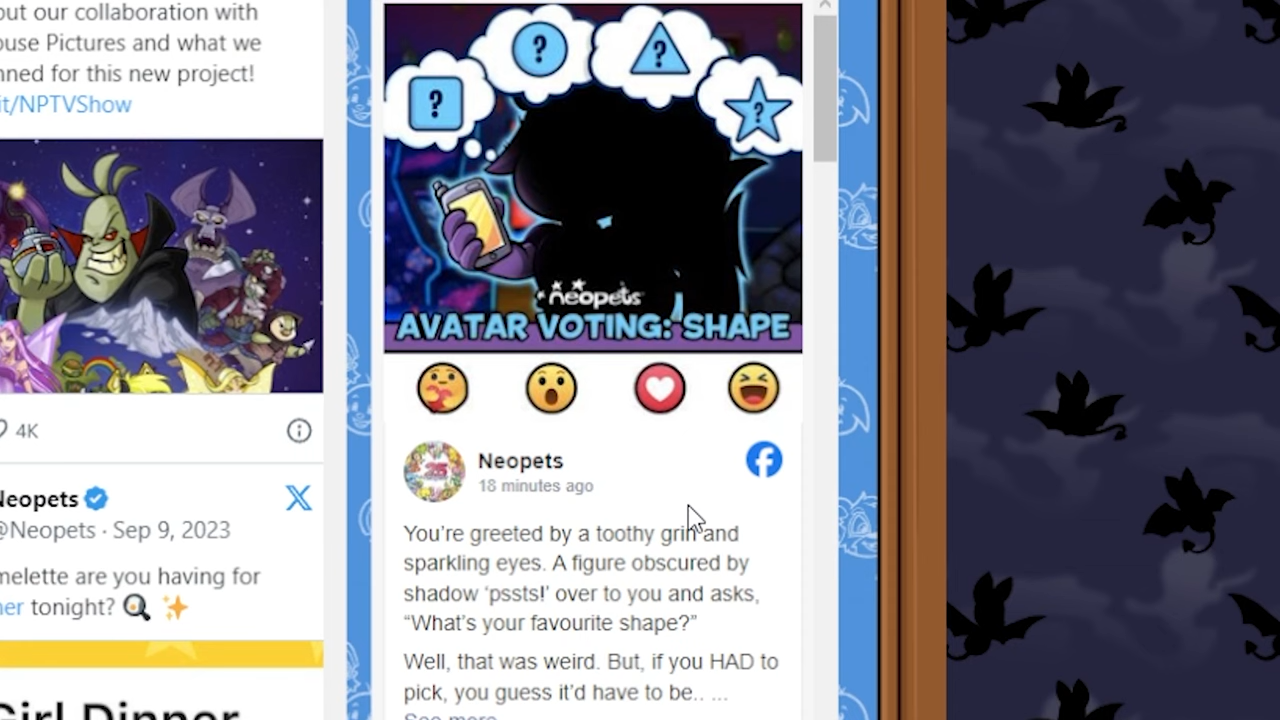 out our collaboration with
ouse Pictures and what we
nned for this new project!
it/NPTVShow
4K
Neopets
@Neopets · Sep 9, 2023
melette are you having for
ner tonight? 🍳 ✨
Girl Dinner
?
?
?
?
neopets
AVATAR VOTING: SHAPE
Neopets
18 minutes ago
You’re greeted by a toothy grin and
sparkling eyes. A figure obscured by
shadow ‘pssts!’ over to you and asks,
“What’s your favourite shape?”
Well, that was weird. But, if you HAD to
pick, you guess it’d have to be.. ...
See more